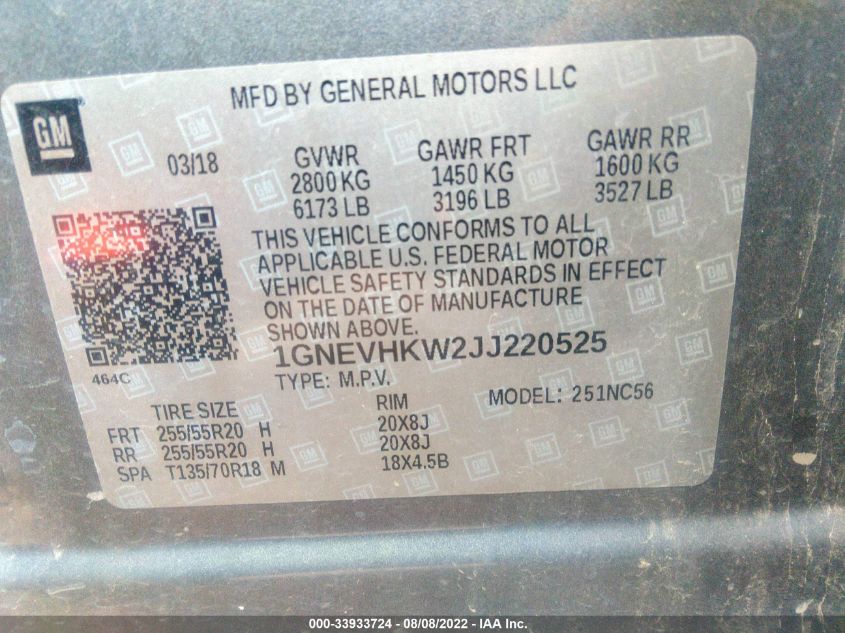 MFD BY GENERAL MOTORS LLC
GM
03/18
GVWR GAWR FRT GAWR RR
2800 KG 1450 KG 1600 KG
6173 LB 3196 LB 3527 LB
THIS VEHICLE CONFORMS TO ALL
APPLICABLE U.S. FEDERAL MOTOR
VEHICLE SAFETY STANDARDS IN EFFECT
ON THE DATE OF MANUFACTURE
SHOWN ABOVE.
1GNEVHKW2JJ220525
464C
TYPE: M.P.V. MODEL: 251NC56
TIRE SIZE RIM
FRT 255/55R20 H 20X8J
RR 255/55R20 H 20X8J
SPA T135/70R18 M 18X4.5B
000-33933724 - 08/08/2022 - IAA Inc.